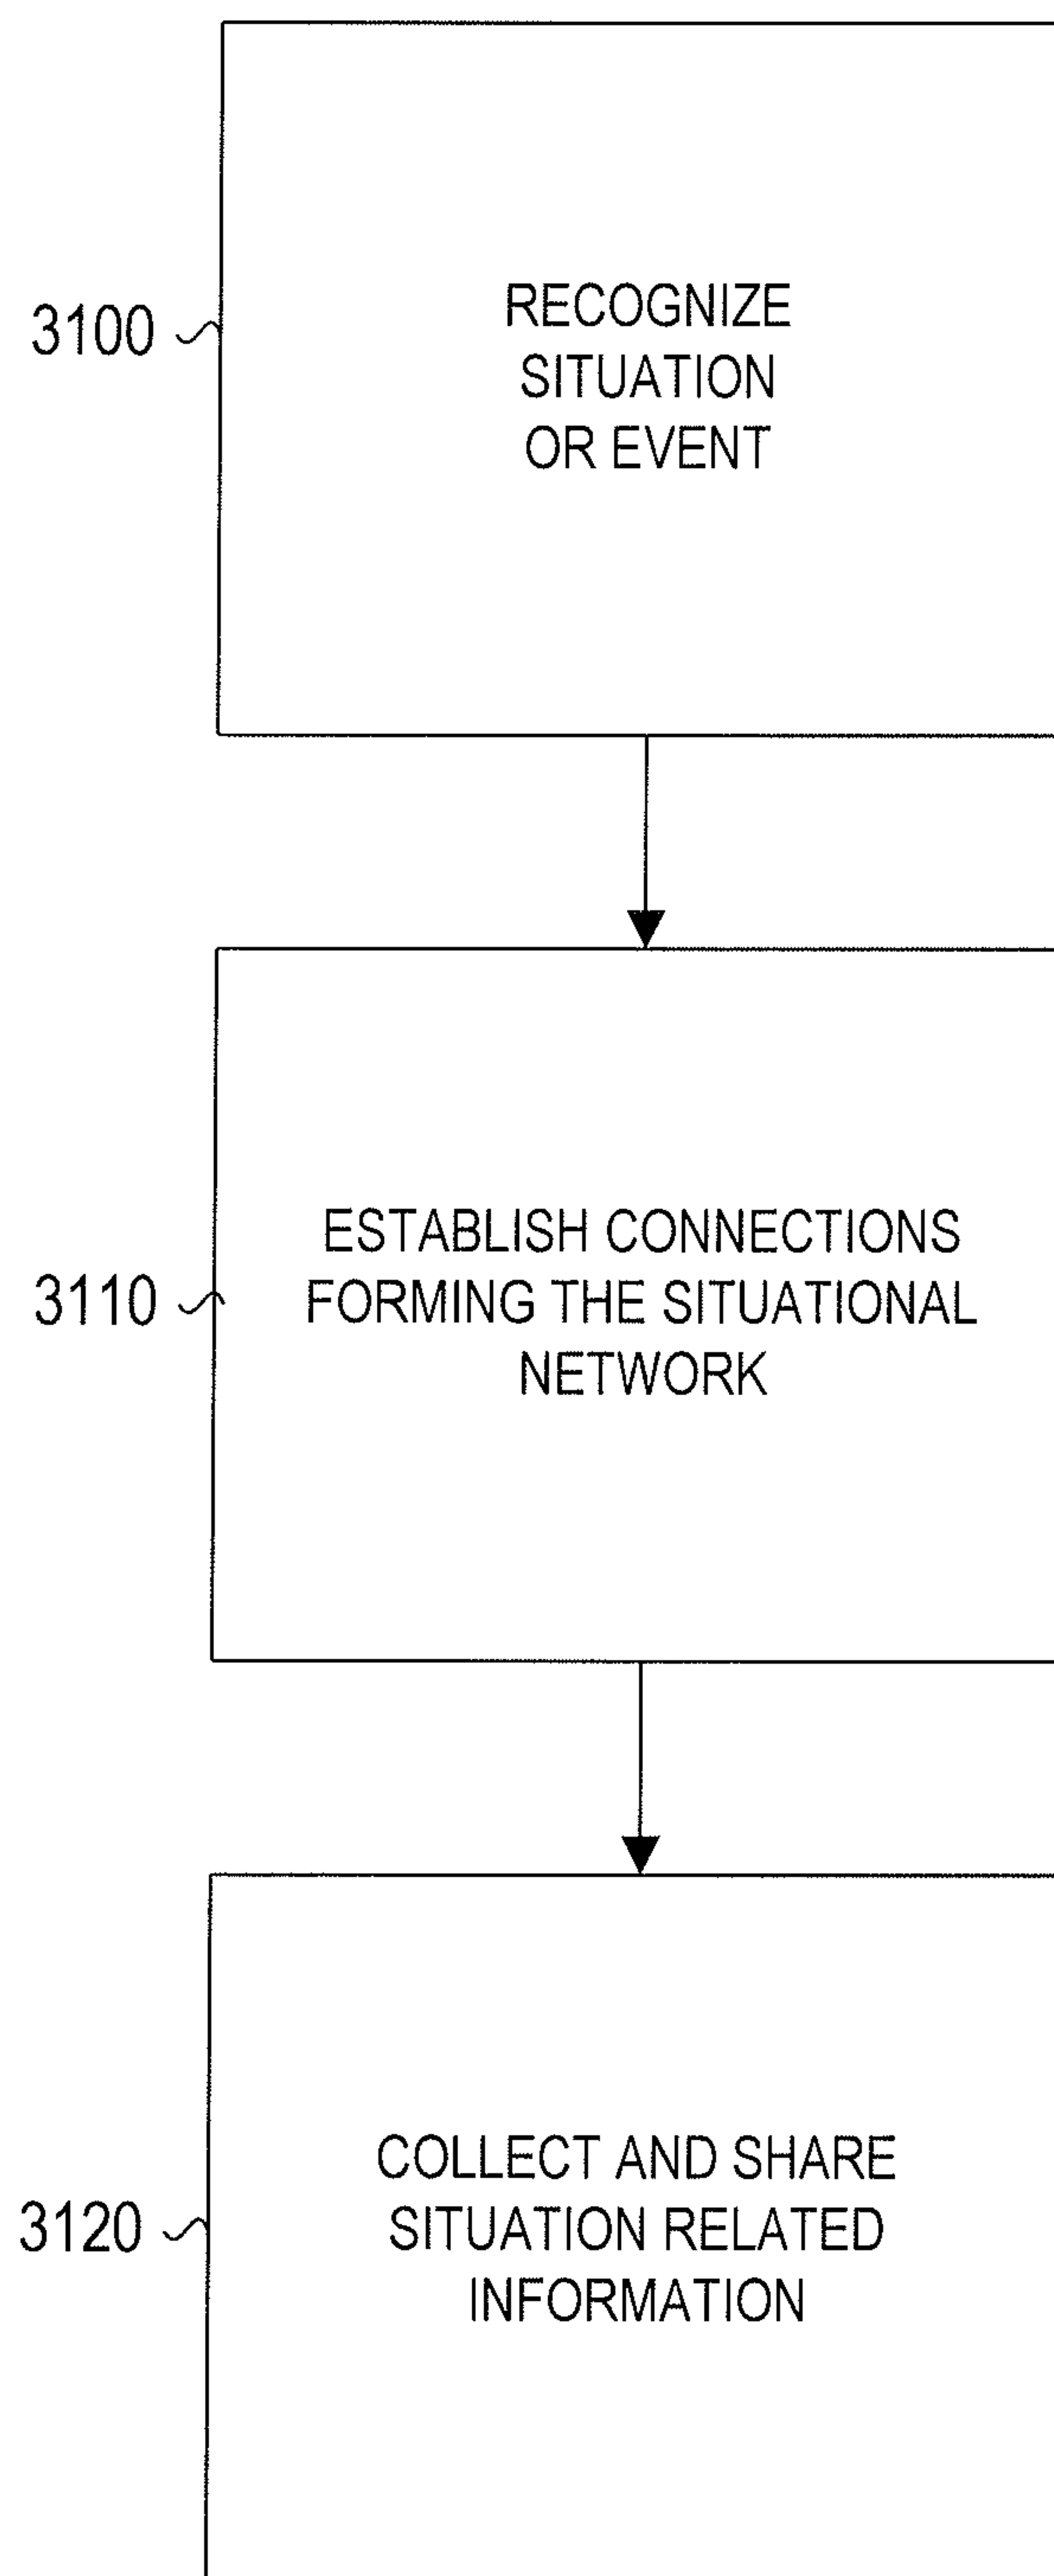 3100
RECOGNIZE
SITUATION
OR EVENT
3110
ESTABLISH CONNECTIONS
FORMING THE SITUATIONAL
NETWORK
3120
COLLECT AND SHARE
SITUATION RELATED
INFORMATION